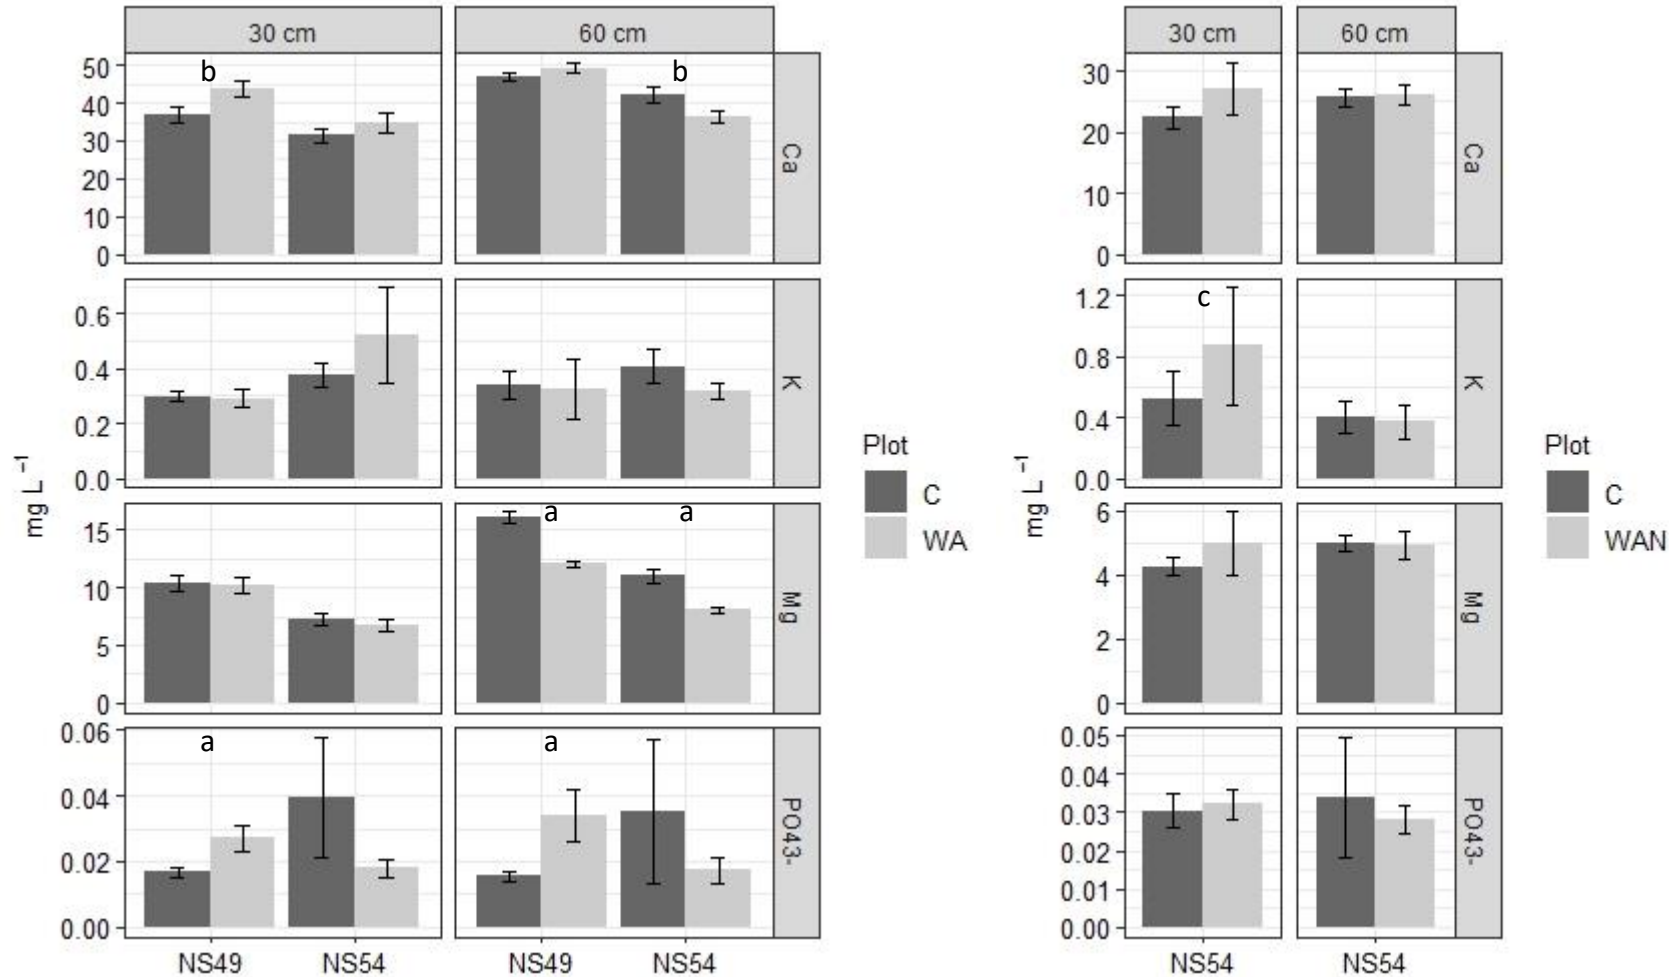 30 cm
60 cm
50
40
30
20
10
0
b
b
Ca
0.6
0.4
0.2
0.0
K
15
10
5
0
a
a
Mg
0.06
0.04
0.02
0.00
a
a
PO43-
NS49
NS54
NS49
NS54
mg L⁻¹
Plot
C
WA
30 cm
60 cm
30
20
10
0
Ca
1.2
0.8
0.4
0.0
c
K
6
4
2
0
Mg
0.05
0.04
0.03
0.02
0.01
0.00
PO43-
NS54
NS54
mg L⁻¹
Plot
C
WAN